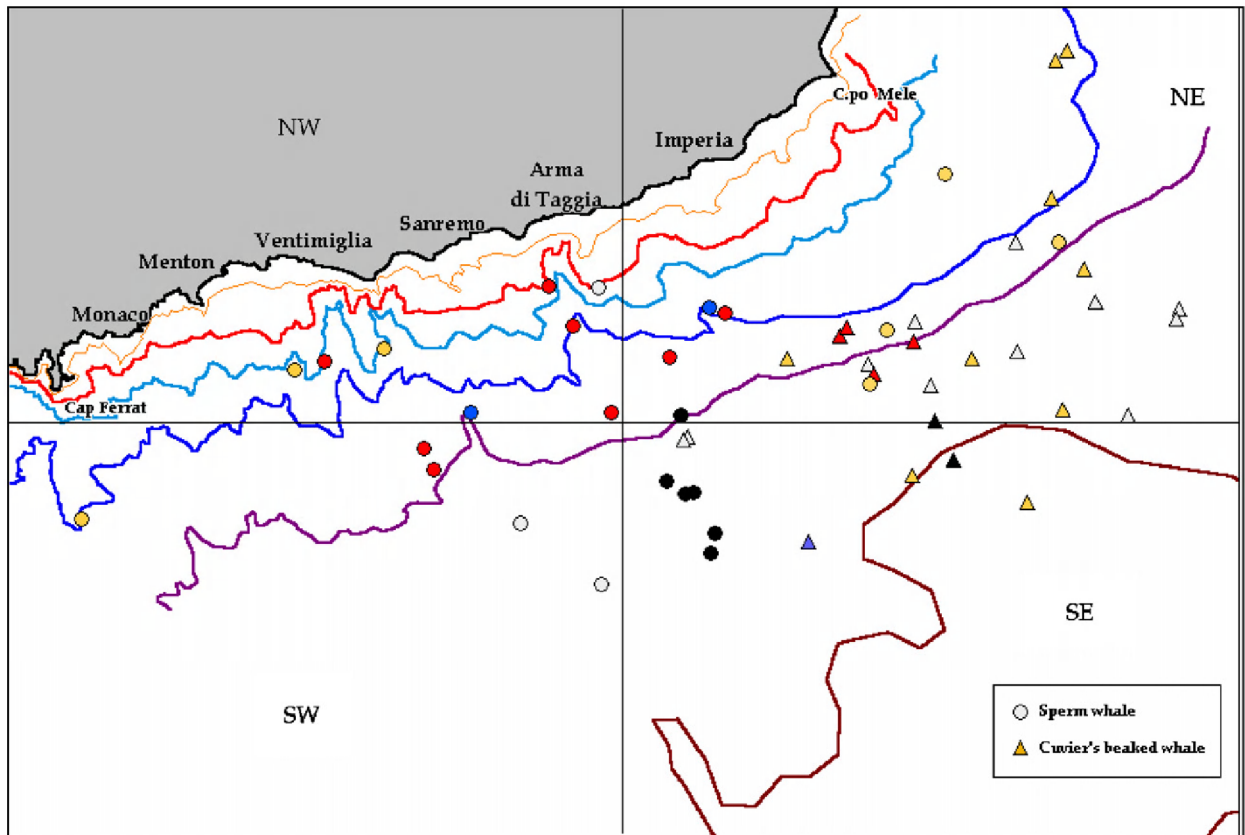 C.po Mele
NE
NW
Imperia
Arma
di Taggia
Sanremo
Ventimiglia
Menton
Monaco
Cap Ferrat
SE
SW
Sperm whale
Cuvier's beaked whale